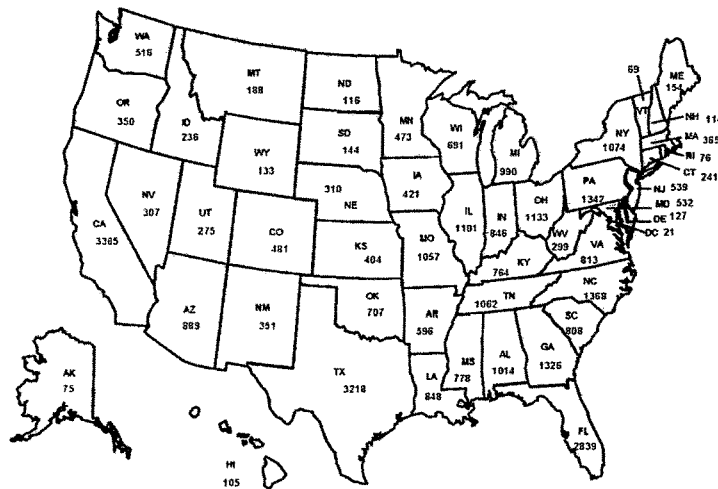 WA
516
MT
188
ND
116
MN
473
OR
350
ID
236
WY
133
SD
144
WI
691
MI
990
69
VT
ME
154
NH 114
MA
365
RI 76
CT
241
NY
1074
NJ 539
MD 532
DE 127
DC 21
PA
1342
NV
307
UT
275
CO
481
310
NE
IA
421
IL
1191
IN
846
OH
1133
WV
299
VA
813
CA
3365
KS
404
MO
1057
KY
764
NC
1368
AZ
869
NM
351
OK
707
AR
596
TN
1062
SC
808
TX
3218
LA
848
MS
778
AL
1014
GA
1326
AK
75
HI
105
FL
2839